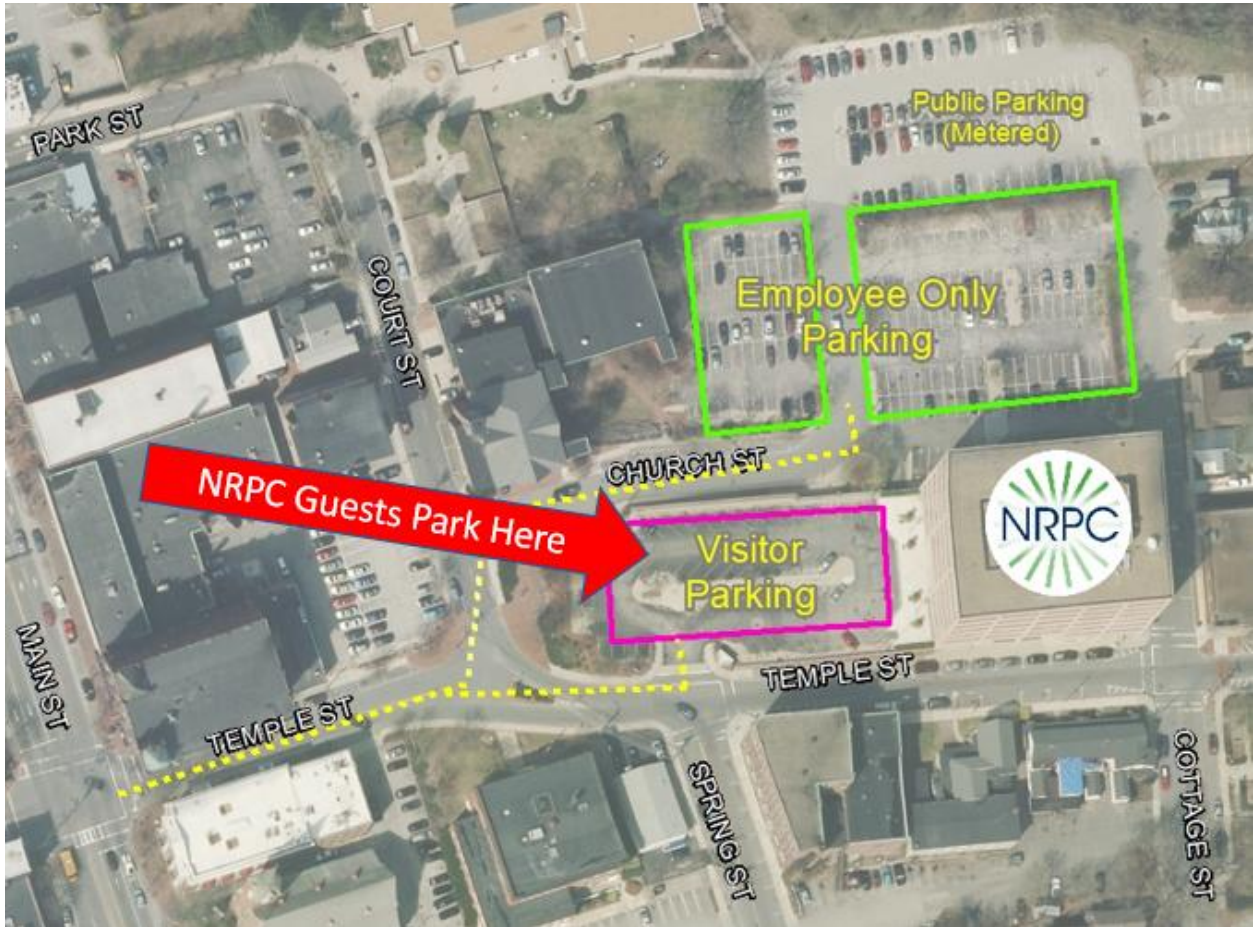 Public Parking
(Metered)
PARK ST
COURT ST
Employee Only
Parking
CHURCH ST
NRPC Guests Park Here
Visitor
Parking
NRPC
MAIN ST
TEMPLE ST
TEMPLE ST
SPRING ST
COTTAGE ST